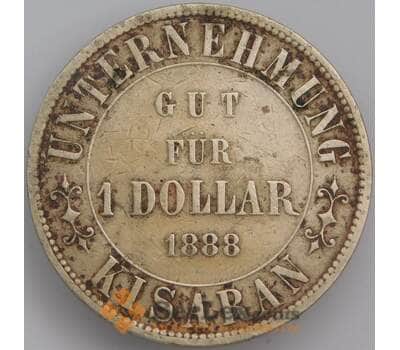 UNTERNEHMUNG
GUT
FÜR
1 DOLLAR
1888
KISARAN